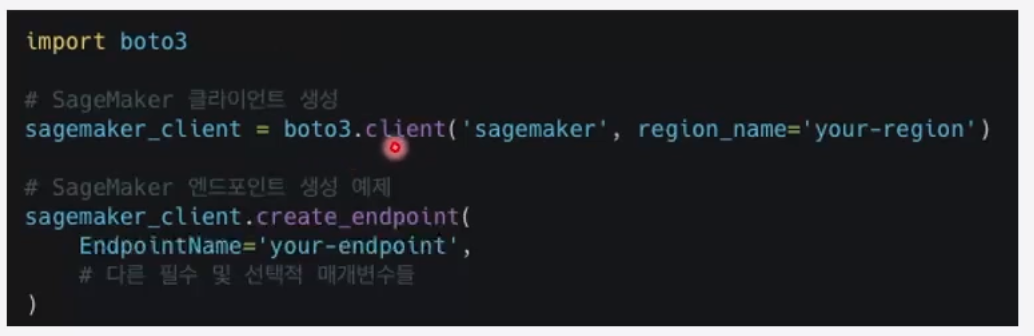 import boto3
# SageMaker 클라이언트 생성
sagemaker_client = boto3.client('sagemaker', region_name='your-region')
# SageMaker 엔드포인트 생성 예제
sagemaker_client.create_endpoint(
EndpointName='your-endpoint',
# 다른 필수 및 선택적 매개변수들
)